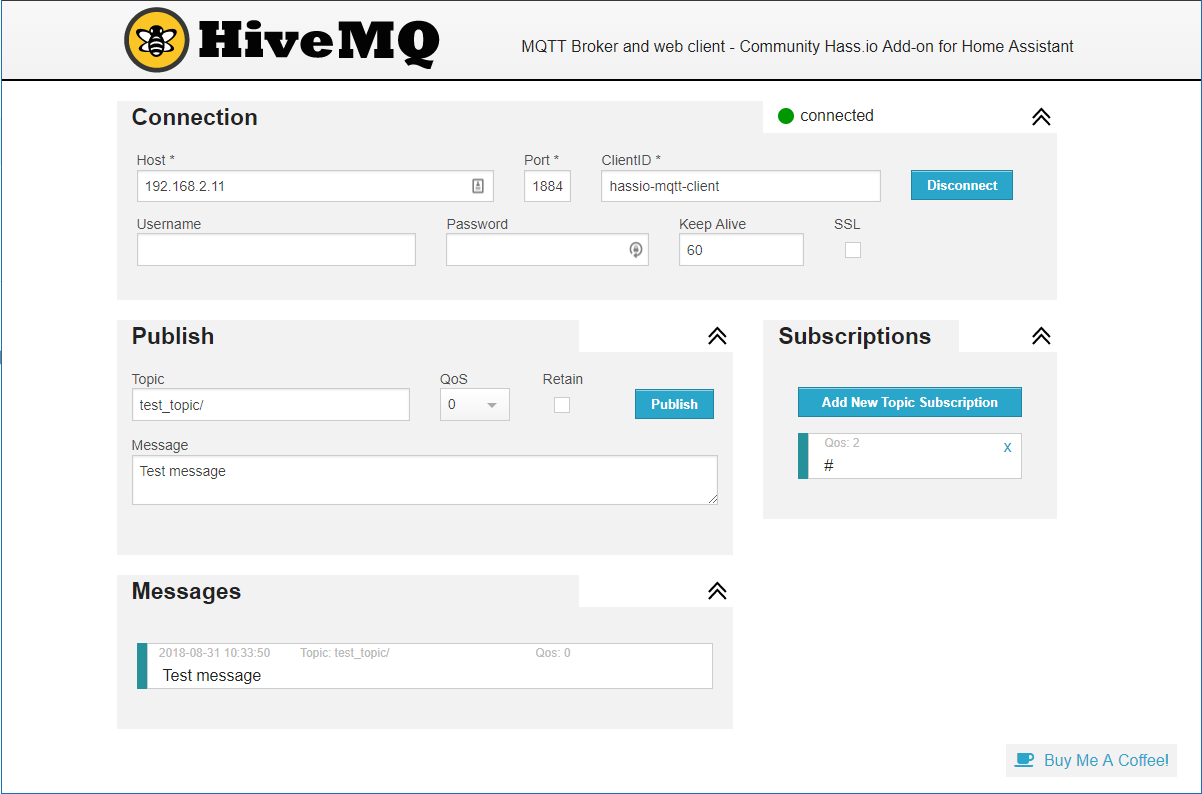 HiveMQ
MQTT Broker and web client - Community Hass.io Add-on for Home Assistant
Connection
connected
Host *
Port *
ClientID *
192.168.2.11
1884
hassio-mqtt-client
Disconnect
Username
Password
Keep Alive
SSL
60
Publish
Subscriptions
Topic
QoS
Retain
test_topic/
0
Publish
Add New Topic Subscription
Message
Test message
Qos: 2
x
#
Messages
2018-08-31 10:33:50 Topic: test_topic/ Qos: 0
Test message
Buy Me A Coffee!